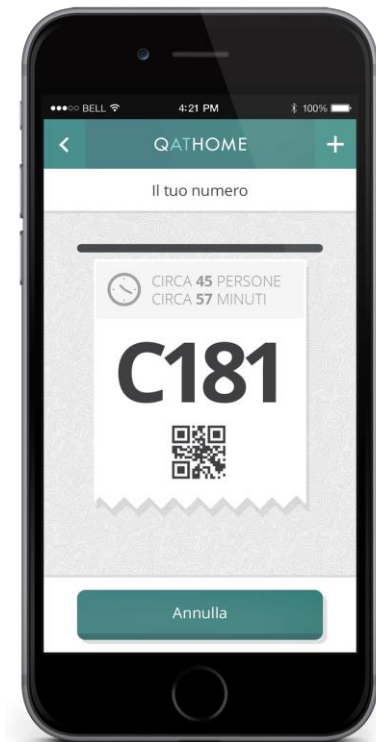 BELL 4:21 PM 100%
QATHOME
Il tuo numero
CIRCA 45 PERSONE
CIRCA 57 MINUTI
C181
Annulla